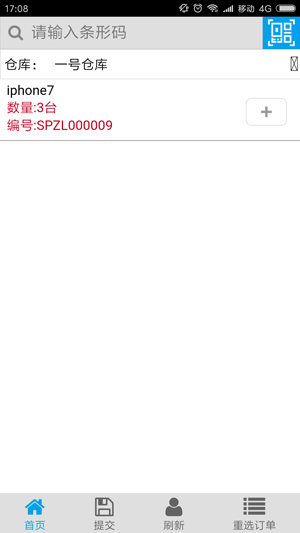 17:08 移动 4G
请输入条形码
仓库： 一号仓库
iphone7
数量:3台
编号:SPZL000009
首页 提交 刷新 重选订单